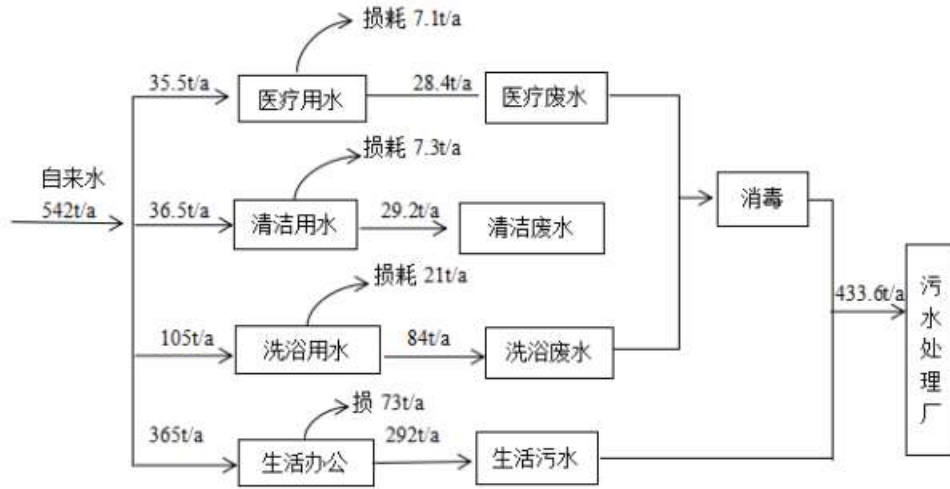 损耗 7.1t/a
35.5t/a
医疗用水
28.4t/a
医疗废水
损耗 7.3t/a
自来水
542t/a
36.5t/a
清洁用水
29.2t/a
清洁废水
消毒
损耗 21t/a
105t/a
洗浴用水
84t/a
洗浴废水
433.6t/a
污
水
处
理
厂
损 73t/a
365t/a
生活办公
292t/a
生活污水